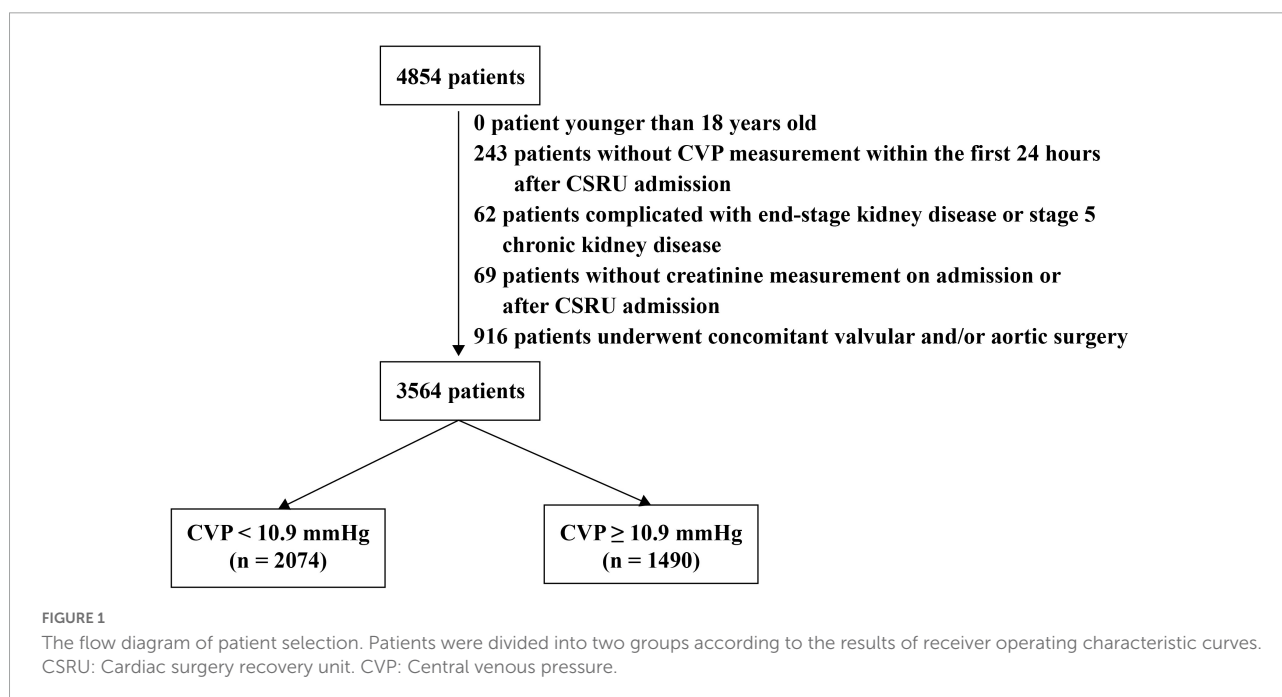 4854 patients
0 patient younger than 18 years old
243 patients without CVP measurement within the first 24 hours
after CSRU admission
62 patients complicated with end-stage kidney disease or stage 5
chronic kidney disease
69 patients without creatinine measurement on admission or
after CSRU admission
916 patients underwent concomitant valvular and/or aortic surgery
3564 patients
CVP < 10.9 mmHg
(n = 2074)
CVP ≥ 10.9 mmHg
(n = 1490)
FIGURE 1
The flow diagram of patient selection. Patients were divided into two groups according to the results of receiver operating characteristic curves.
CSRU: Cardiac surgery recovery unit. CVP: Central venous pressure.